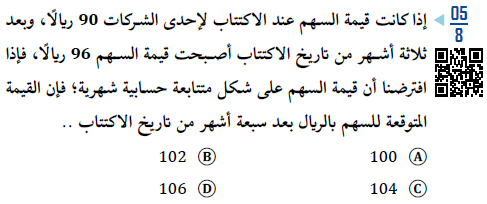 05
8
إذا كانت قيمة السهم عند الاكتتاب لإحدى الشركات 90 ريالًا، وبعد
ثلاثة أشهر من تاريخ الاكتتاب أصبحت قيمة السهم 96 ريالًا، فإذا
افترضنا أن قيمة السهم على شكل متتابعة حسابية شهرية؛ فإن القيمة
المتوقعة للسهم بالريال بعد سبعة أشهر من تاريخ الاكتتاب ..
A 100 B 102
C 104 D 106